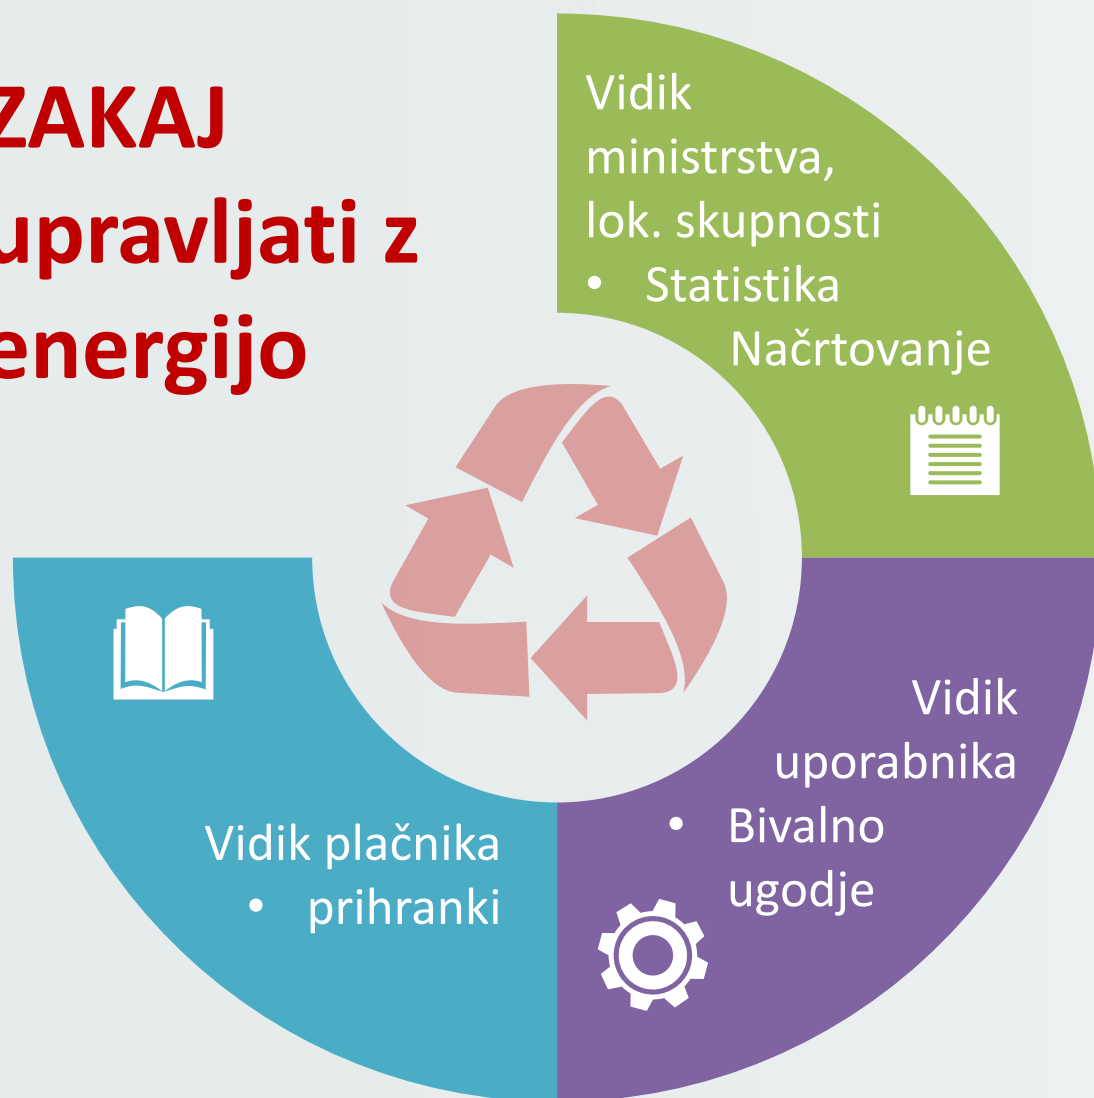 ZAKAJ
upravljati z
energijo
Vidik
ministrstva,
lok. skupnosti
• Statistika
Načrtovanje
Vidik
uporabnika
• Bivalno
ugodje
Vidik plačnika
• prihranki